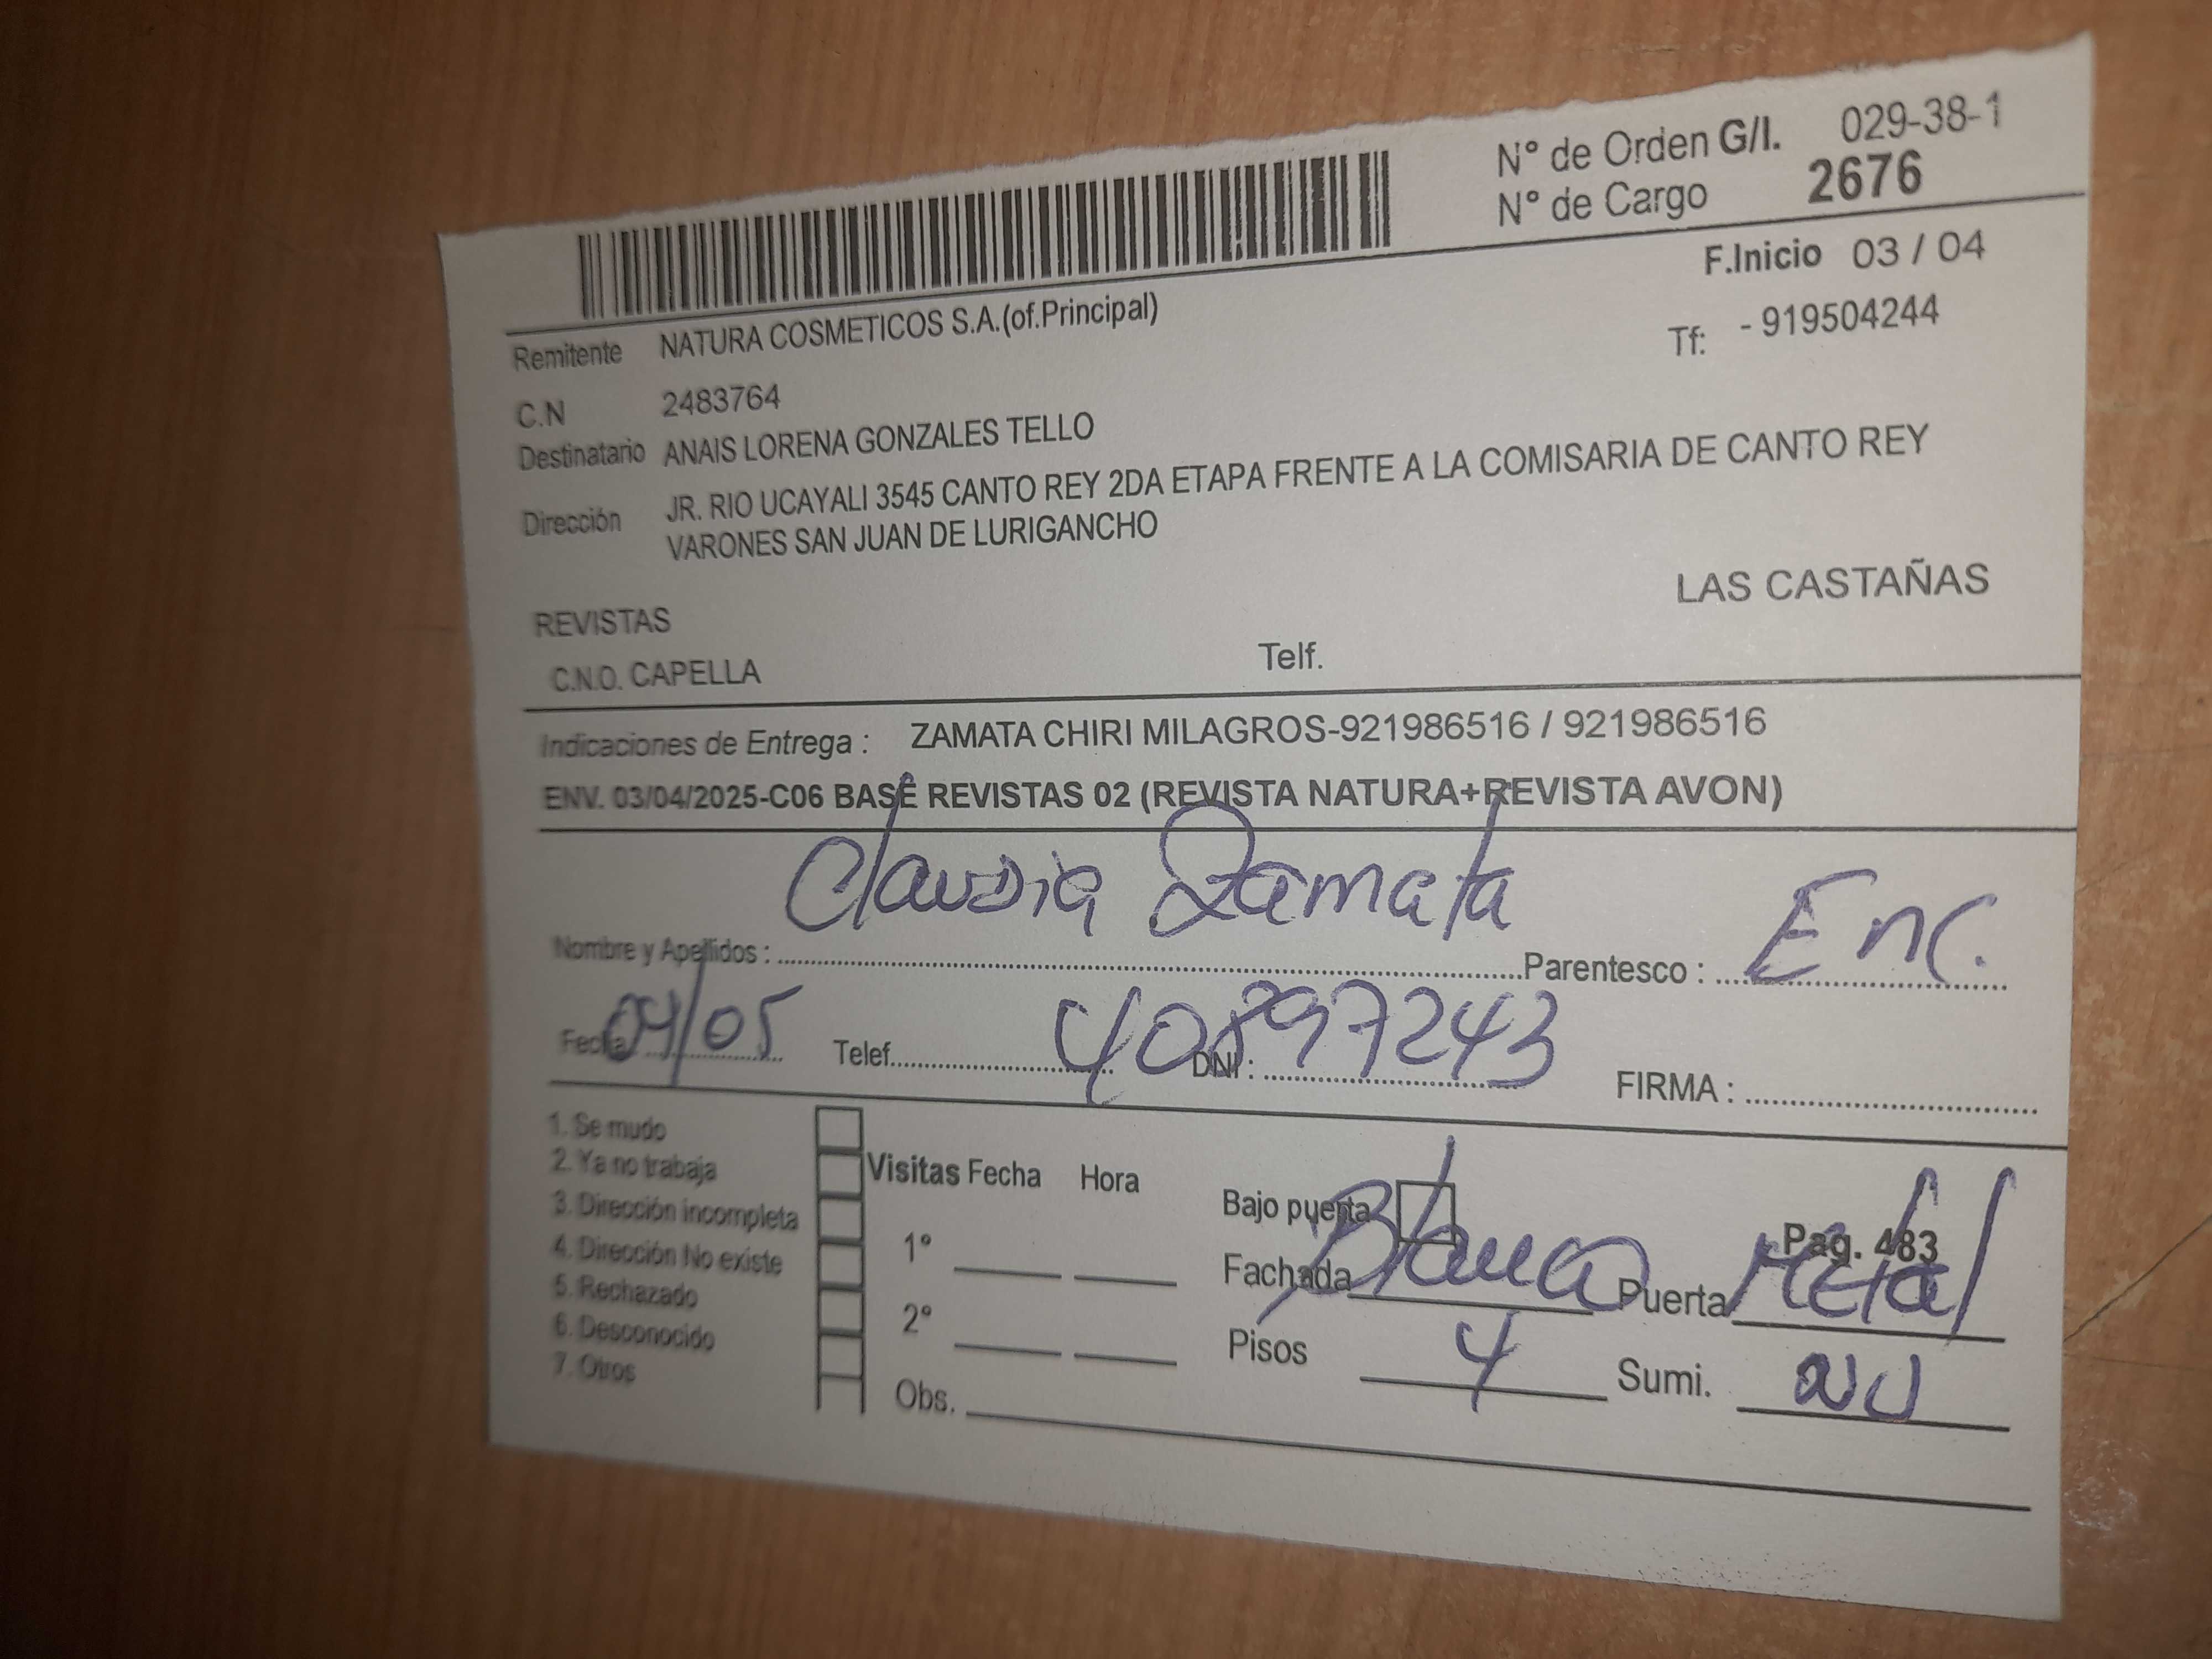 N° de Orden G/I. 029-38-1
N° de Cargo 2676
F.Inicio 03 / 04
Remitente NATURA COSMETICOS S.A.(of.Principal)
Tf: - 919504244
C.N 2483764
Destinatario ANAIS LORENA GONZALES TELLO
Dirección JR. RIO UCAYALI 3545 CANTO REY 2DA ETAPA FRENTE A LA COMISARIA DE CANTO REY
VARONES SAN JUAN DE LURIGANCHO
LAS CASTAÑAS
REVISTAS
C.N.O. CAPELLA Telf.
Indicaciones de Entrega : ZAMATA CHIRI MILAGROS-921986516 / 921986516
ENV. 03/04/2025-C06 BASE REVISTAS 02 (REVISTA NATURA+REVISTA AVON)
Nombre y Apellidos : Claudia Zamata Parentesco : Enc.
Fecha 04/05 Telef. DNI : 40897243 FIRMA :
1. Se mudo
2. Ya no trabaja
3. Dirección incompleta
4. Dirección No existe
5. Rechazado
6. Desconocido
7. Otros
Visitas Fecha Hora
1°
2°
Obs.
Bajo puerta
Pag. 483
Fachada Blanca Puerta Metal
Pisos 4 Sumi.